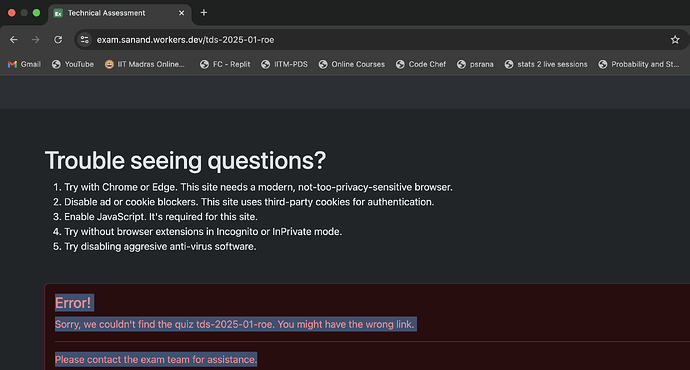 Ex Technical Assessment
exam.sanand.workers.dev/tds-2025-01-roe
Gmail YouTube IIT Madras Online... FC - Replit IITM-PDS Online Courses Code Chef psrana stats 2 live sessions Probability and St...
Trouble seeing questions?
1. Try with Chrome or Edge. This site needs a modern, not-too-privacy-sensitive browser.
2. Disable ad or cookie blockers. This site uses third-party cookies for authentication.
3. Enable JavaScript. It's required for this site.
4. Try without browser extensions in Incognito or InPrivate mode.
5. Try disabling aggresive anti-virus software.
Error!
Sorry, we couldn't find the quiz tds-2025-01-roe. You might have the wrong link.
Please contact the exam team for assistance.